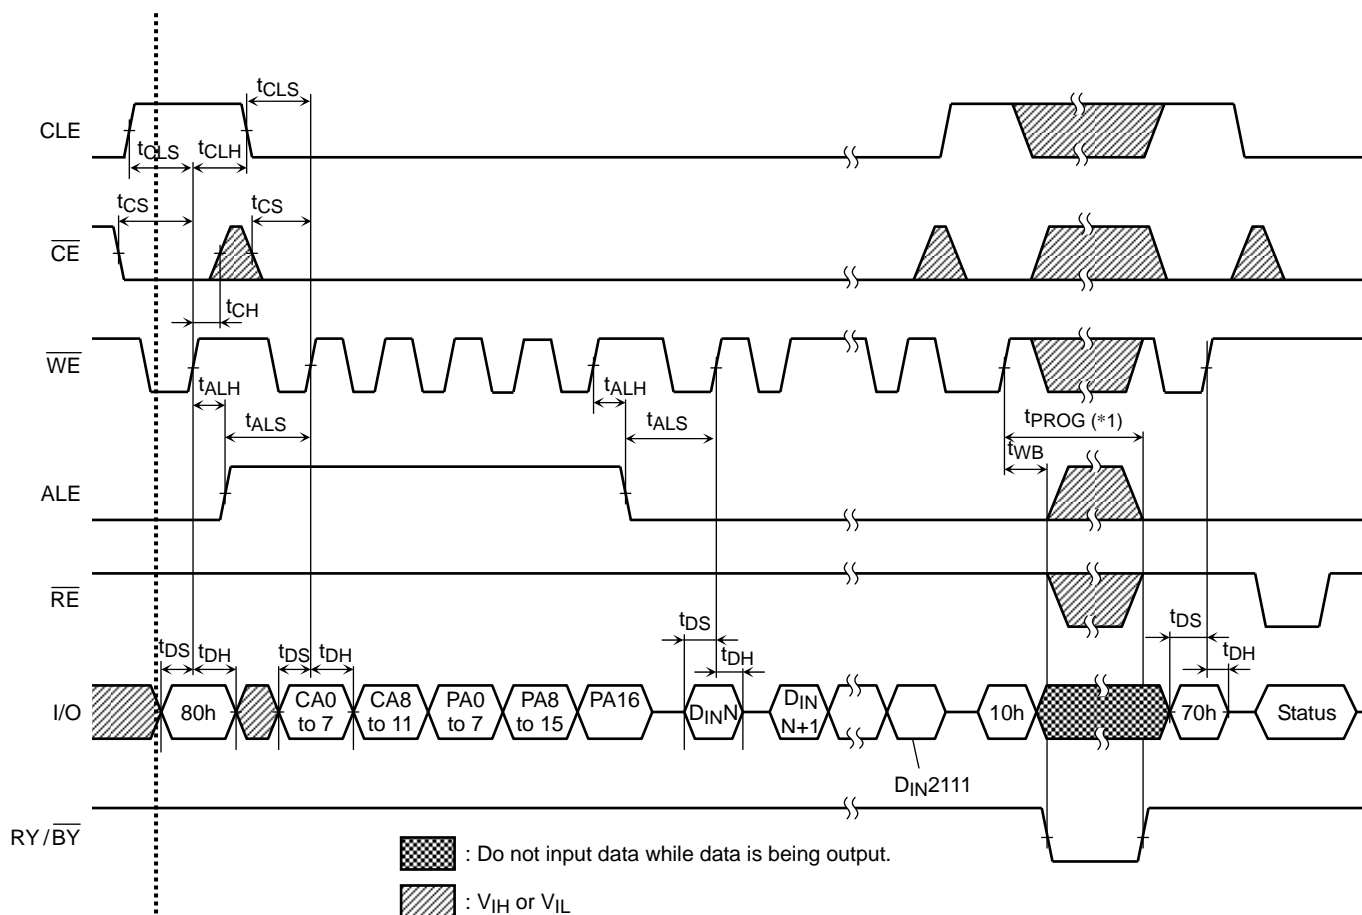 tCLS
CLE
tCLS tCLH
tCS tCS
CE
tCH
WE
tALH tALH
tALS tALS tPROG (*1)
tWB
ALE
RE
tDS tDH tDS tDH tDS tDH tDS tDH
I/O 80h CA0 to 7 CA8 to 11 PA0 to 7 PA8 to 15 PA16 DINN DIN N+1 10h 70h Status
DIN2111
RY/BY
: Do not input data while data is being output.
: VIH or VIL